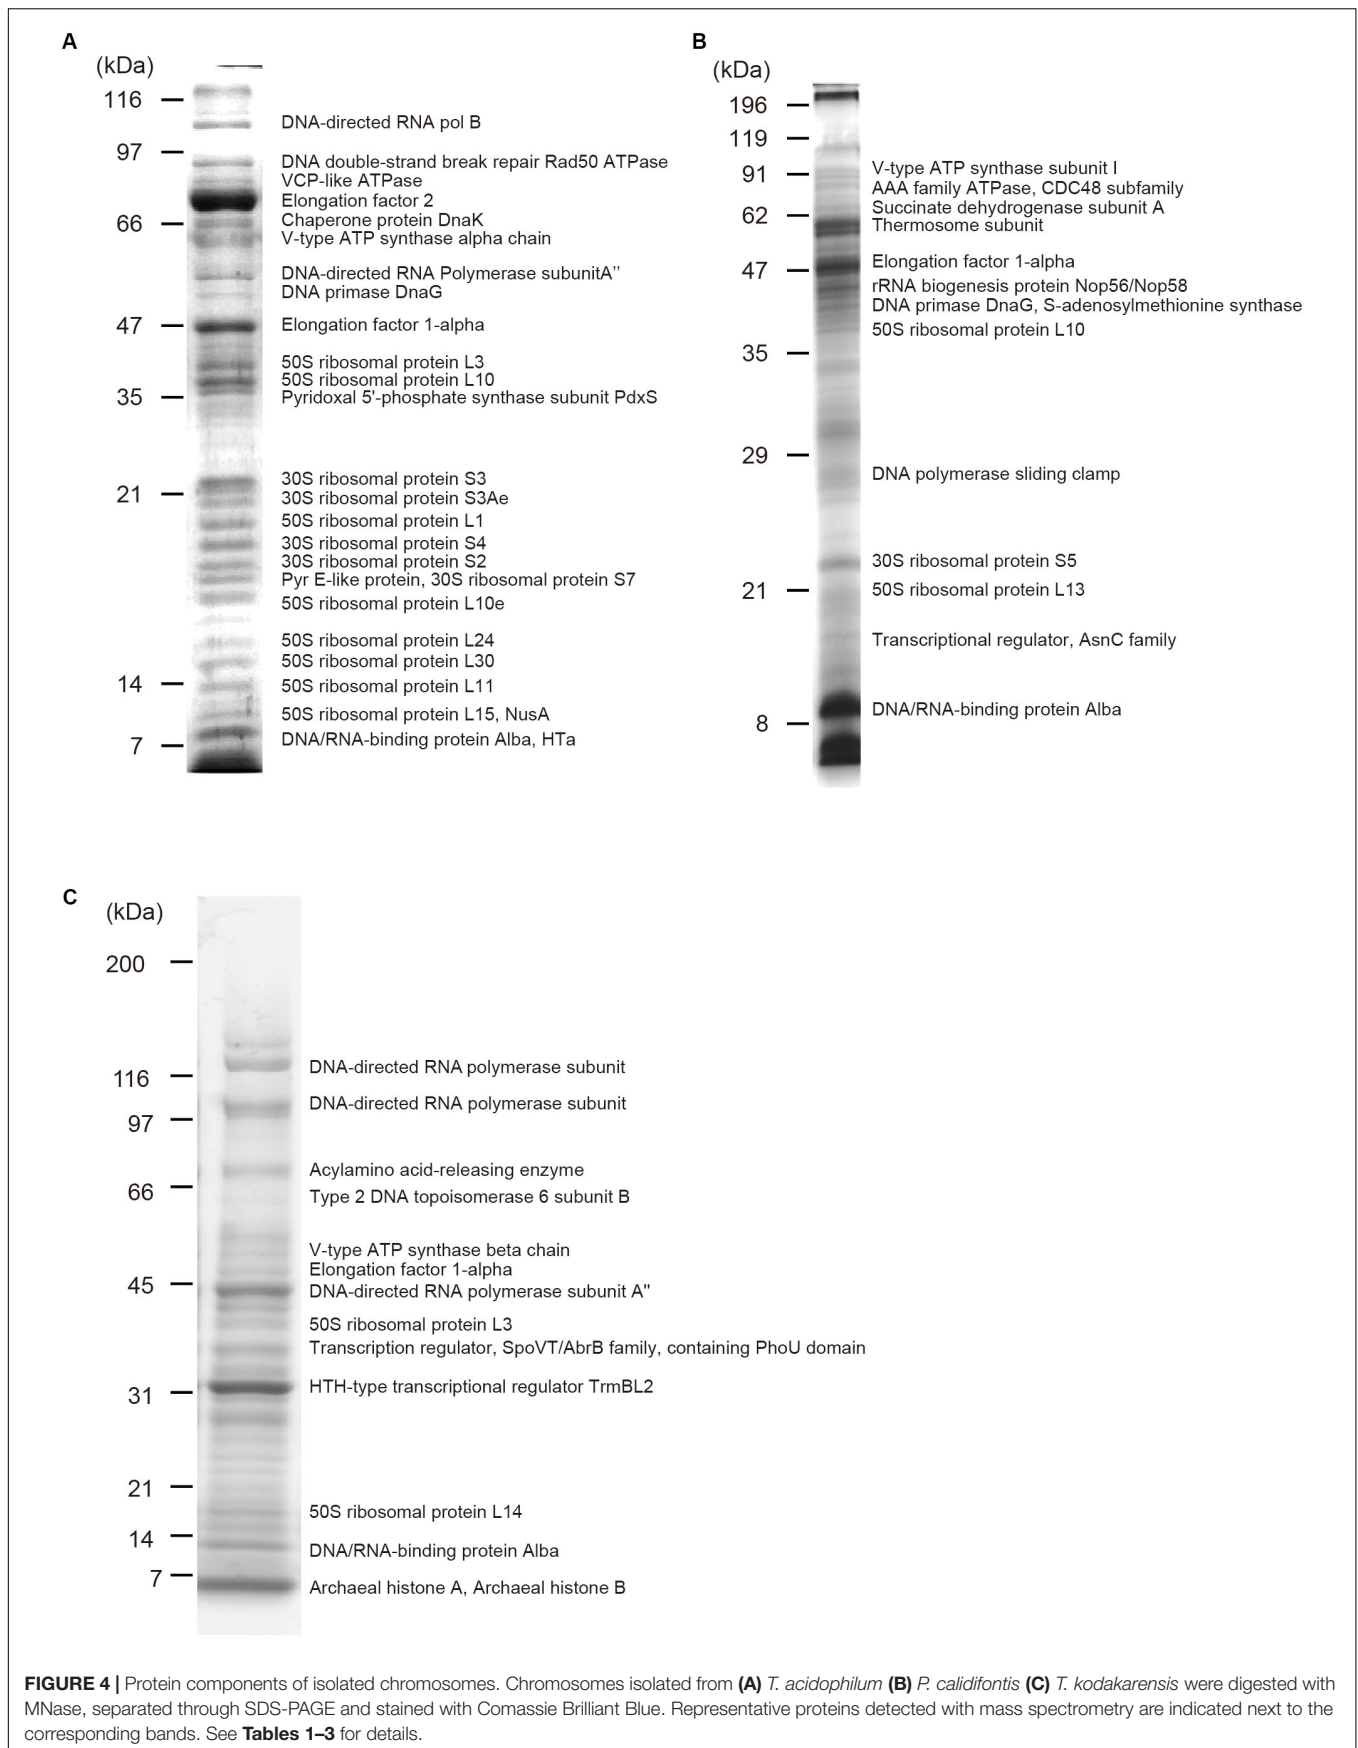 A
(kDa)
116
97
66
47
35
21
14
7
DNA-directed RNA pol B
DNA double-strand break repair Rad50 ATPase
VCP-like ATPase
Elongation factor 2
Chaperone protein DnaK
V-type ATP synthase alpha chain
DNA-directed RNA Polymerase subunitA’’
DNA primase DnaG
Elongation factor 1-alpha
50S ribosomal protein L3
50S ribosomal protein L10
Pyridoxal 5'-phosphate synthase subunit PdxS
30S ribosomal protein S3
30S ribosomal protein S3Ae
50S ribosomal protein L1
30S ribosomal protein S4
30S ribosomal protein S2
Pyr E-like protein, 30S ribosomal protein S7
50S ribosomal protein L10e
50S ribosomal protein L24
50S ribosomal protein L30
50S ribosomal protein L11
50S ribosomal protein L15, NusA
DNA/RNA-binding protein Alba, HTa
B
(kDa)
196
119
91
62
47
35
29
21
8
V-type ATP synthase subunit I
AAA family ATPase, CDC48 subfamily
Succinate dehydrogenase subunit A
Thermosome subunit
Elongation factor 1-alpha
rRNA biogenesis protein Nop56/Nop58
DNA primase DnaG, S-adenosylmethionine synthase
50S ribosomal protein L10
DNA polymerase sliding clamp
30S ribosomal protein S5
50S ribosomal protein L13
Transcriptional regulator, AsnC family
DNA/RNA-binding protein Alba
C
(kDa)
200
116
97
66
45
31
21
14
7
DNA-directed RNA polymerase subunit
DNA-directed RNA polymerase subunit
Acylamino acid-releasing enzyme
Type 2 DNA topoisomerase 6 subunit B
V-type ATP synthase beta chain
Elongation factor 1-alpha
DNA-directed RNA polymerase subunit A"
50S ribosomal protein L3
Transcription regulator, SpoVT/AbrB family, containing PhoU domain
HTH-type transcriptional regulator TrmBL2
50S ribosomal protein L14
DNA/RNA-binding protein Alba
Archaeal histone A, Archaeal histone B
FIGURE 4 | Protein components of isolated chromosomes. Chromosomes isolated from (A) T. acidophilum (B) P. calidifontis (C) T. kodakarensis were digested with
MNase, separated through SDS-PAGE and stained with Comassie Brilliant Blue. Representative proteins detected with mass spectrometry are indicated next to the
corresponding bands. See Tables 1–3 for details.